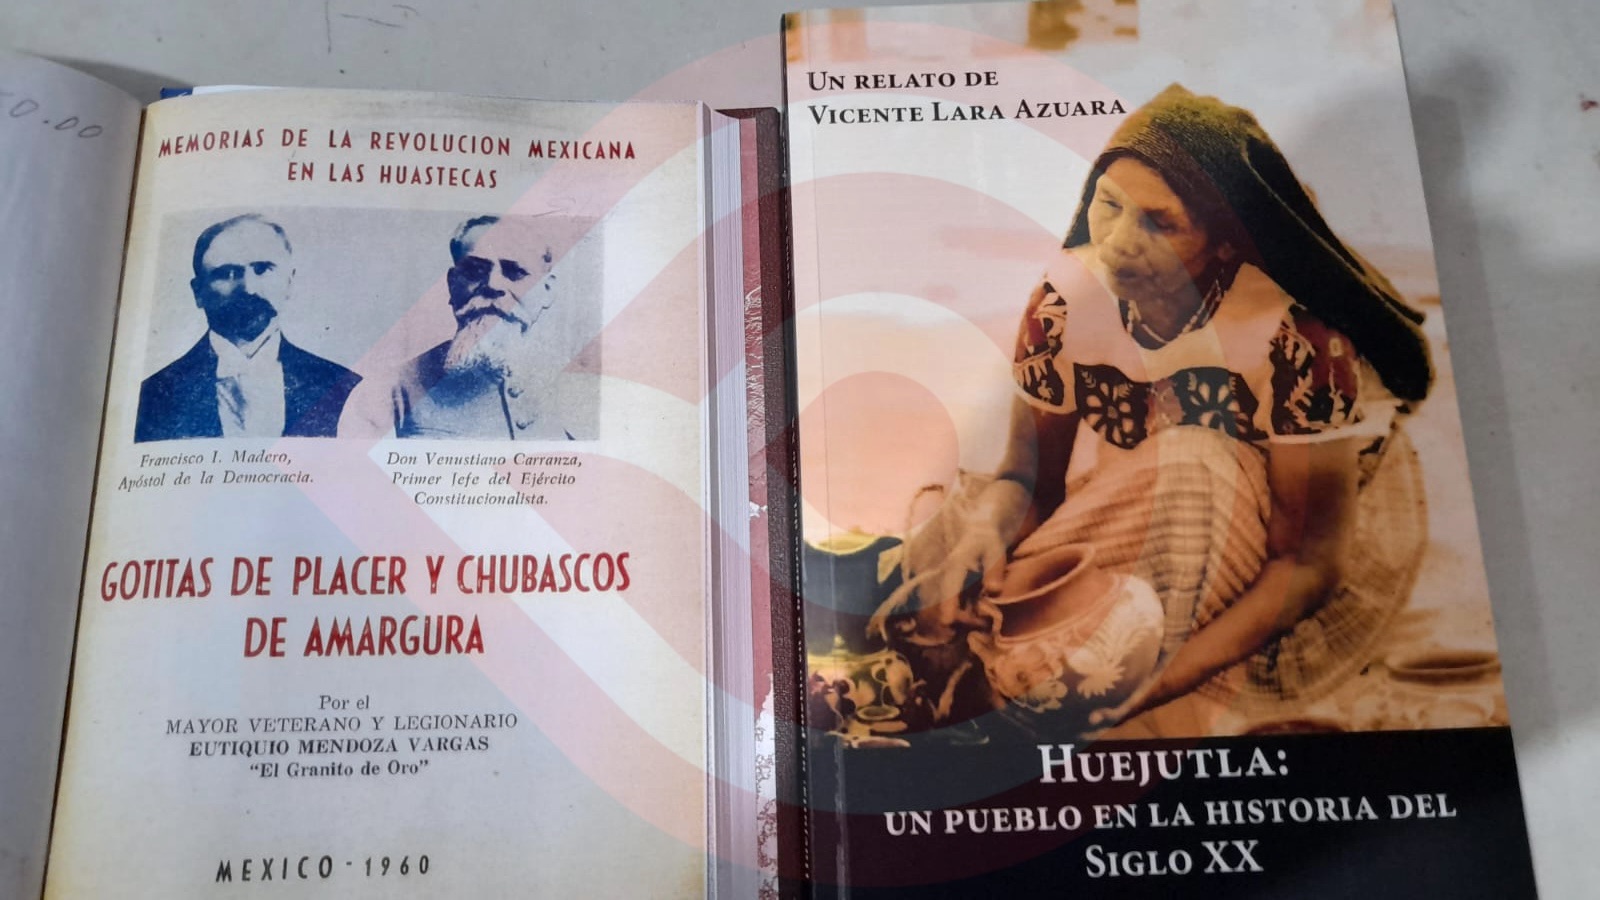 50.00
MEMORIAS DE LA REVOLUCION MEXICANA
EN LAS HUASTECAS
Francisco I. Madero,
Apóstol de la Democracia.
Don Venustiano Carranza,
Primer Jefe del Ejército
Constitucionalista.
GOTITAS DE PLACER Y CHUBASCOS
DE AMARGURA
Por el
MAYOR VETERANO Y LEGIONARIO
EUTIQUIO MENDOZA VARGAS
"El Granito de Oro"
MEXICO - 1960
UN RELATO DE
VICENTE LARA AZUARA
HUEJUTLA:
UN PUEBLO EN LA HISTORIA DEL
SIGLO XX